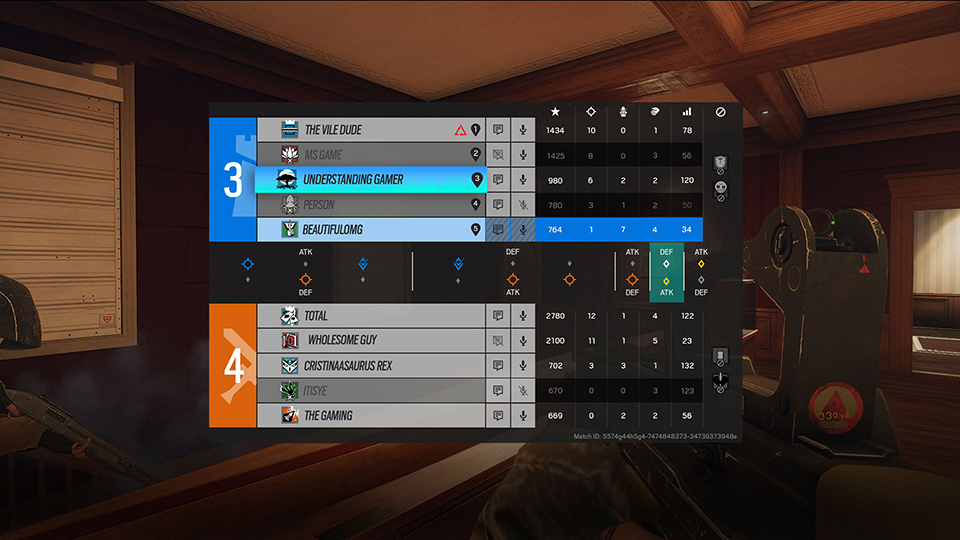 3
THE VILE DUDE 1 1434 10 0 1 78
MS GAME 2 1425 8 0 3 56
UNDERSTANDING GAMER 3 980 6 2 2 120
PERSON 4 780 3 1 2 50
BEAUTIFULOMG 5 764 1 7 4 34
ATK DEF ATK DEF ATK
DEF ATK DEF ATK DEF
4
TOTAL 2780 12 1 4 122
WHOLESOME GUY 2100 11 1 5 23
CRISTINAASAURUS REX 702 3 3 1 132
ITISYE 670 0 0 3 123
THE GAMING 669 0 2 2 56
Match ID: 5574g44h5g4-7474848373-34739373948e